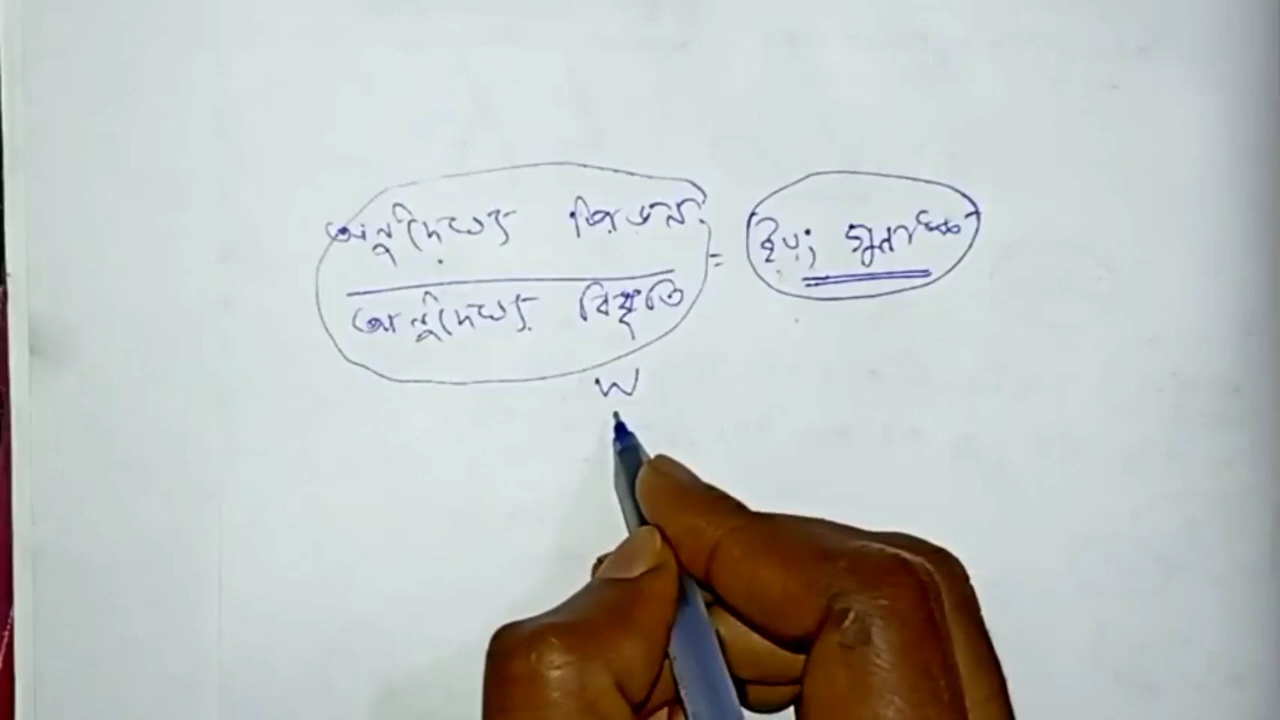 অনুদৈর্ঘ্য পীড়ন = ইয়ং গুনাঙ্ক
অনুদৈর্ঘ্য বিকৃতি
W